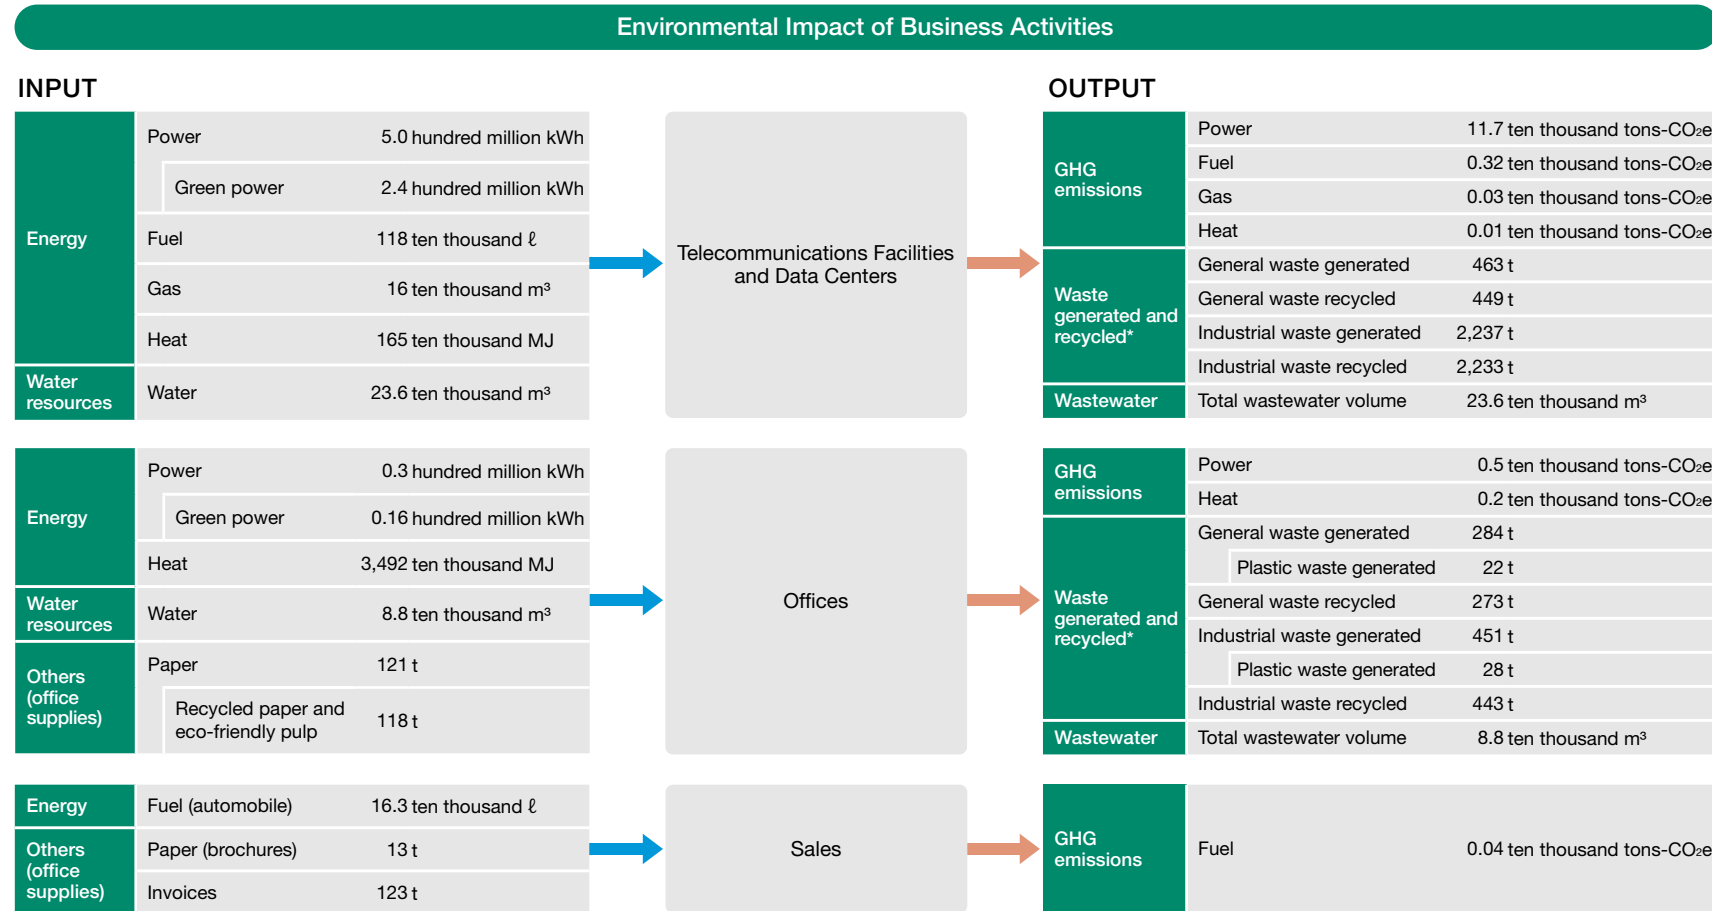 Environmental Impact of Business Activities
INPUT
Energy
Power 5.0 hundred million kWh
Green power 2.4 hundred million kWh
Fuel 118 ten thousand ℓ
Gas 16 ten thousand m³
Heat 165 ten thousand MJ
Water
resources
Water 23.6 ten thousand m³
Telecommunications Facilities
and Data Centers
OUTPUT
GHG
emissions
Power 11.7 ten thousand tons-CO₂e
Fuel 0.32 ten thousand tons-CO₂e
Gas 0.03 ten thousand tons-CO₂e
Heat 0.01 ten thousand tons-CO₂e
Waste
generated and
recycled*
General waste generated 463 t
General waste recycled 449 t
Industrial waste generated 2,237 t
Industrial waste recycled 2,233 t
Wastewater
Total wastewater volume 23.6 ten thousand m³
Energy
Power 0.3 hundred million kWh
Green power 0.16 hundred million kWh
Heat 3,492 ten thousand MJ
Water
resources
Water 8.8 ten thousand m³
Others
(office
supplies)
Paper 121 t
Recycled paper and
eco-friendly pulp 118 t
Offices
GHG
emissions
Power 0.5 ten thousand tons-CO₂e
Heat 0.2 ten thousand tons-CO₂e
Waste
generated and
recycled*
General waste generated 284 t
Plastic waste generated 22 t
General waste recycled 273 t
Industrial waste generated 451 t
Plastic waste generated 28 t
Industrial waste recycled 443 t
Wastewater
Total wastewater volume 8.8 ten thousand m³
Energy
Fuel (automobile) 16.3 ten thousand ℓ
Others
(office
supplies)
Paper (brochures) 13 t
Invoices 123 t
Sales
GHG
emissions
Fuel 0.04 ten thousand tons-CO₂e